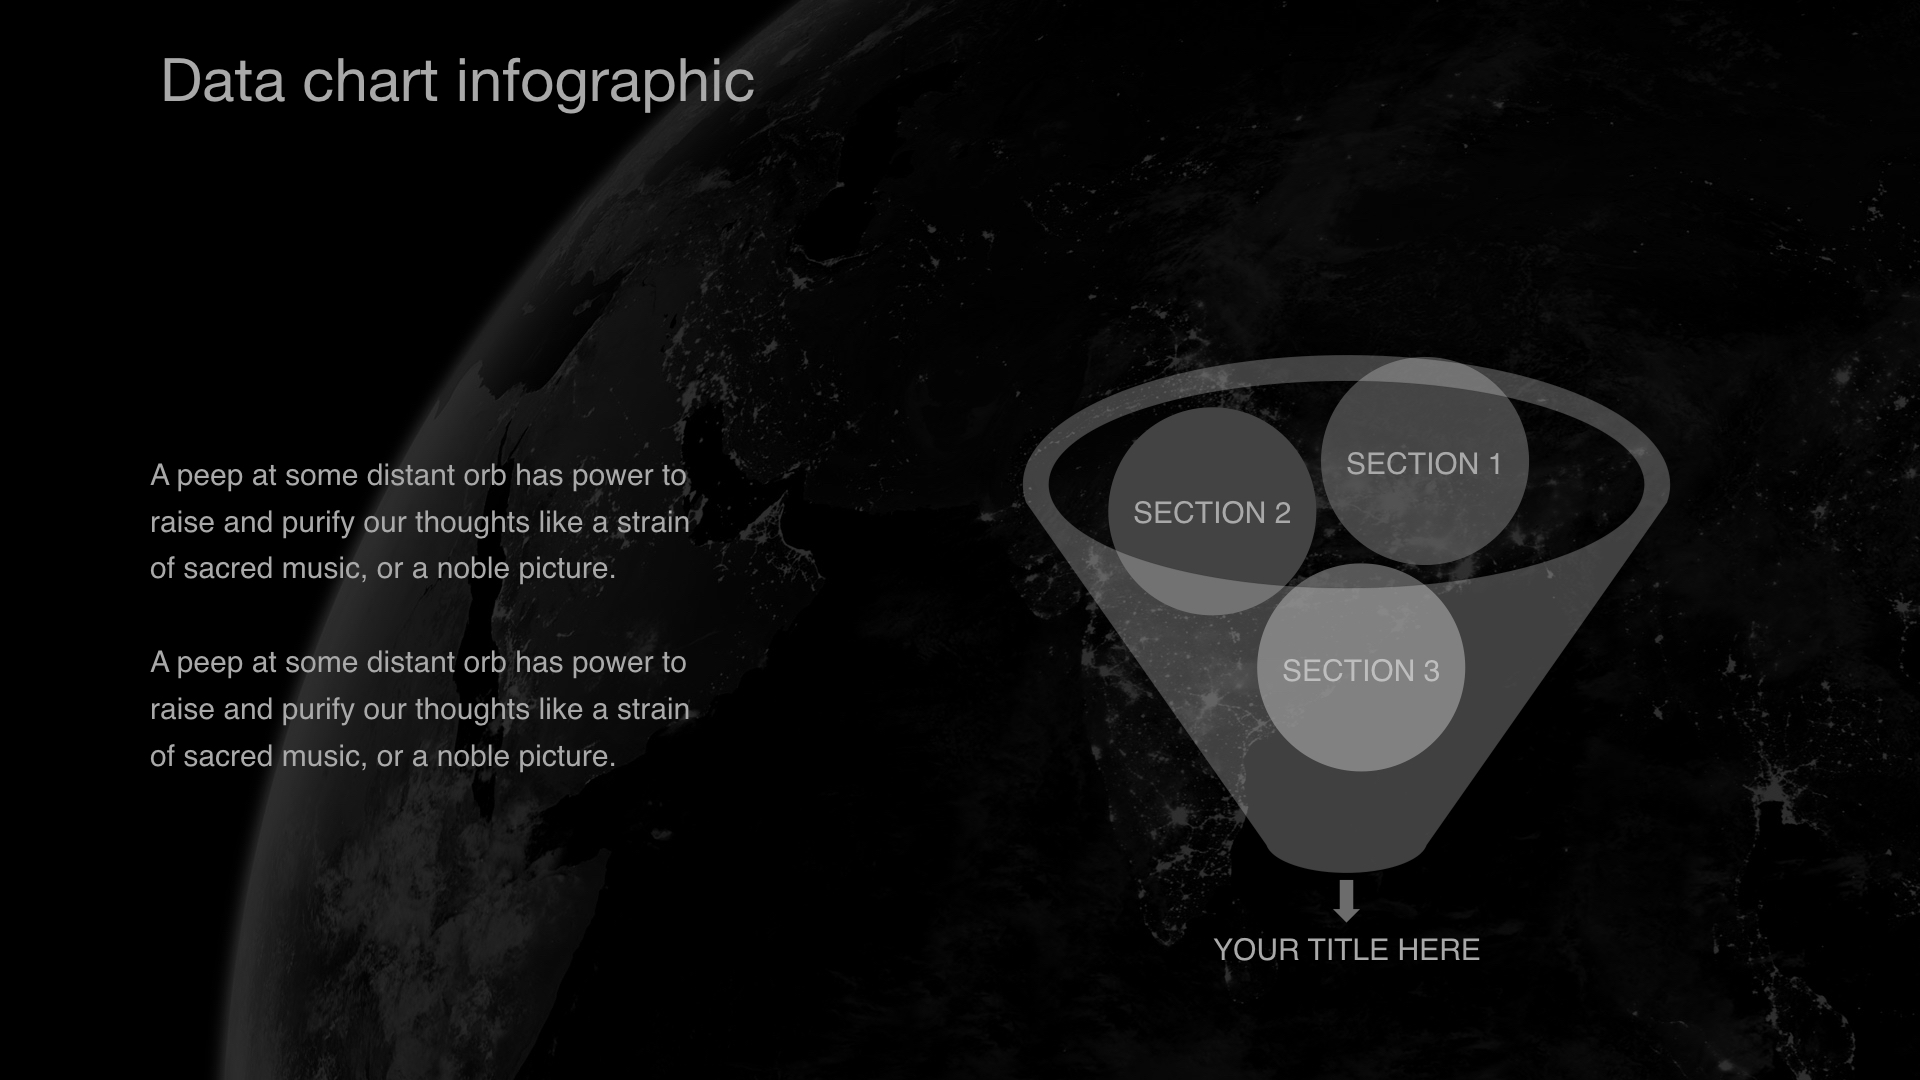 Data chart infographic
A peep at some distant orb has power to
raise and purify our thoughts like a strain
of sacred music, or a noble picture.
A peep at some distant orb has power to
raise and purify our thoughts like a strain
of sacred music, or a noble picture.
SECTION 1
SECTION 2
SECTION 3
YOUR TITLE HERE